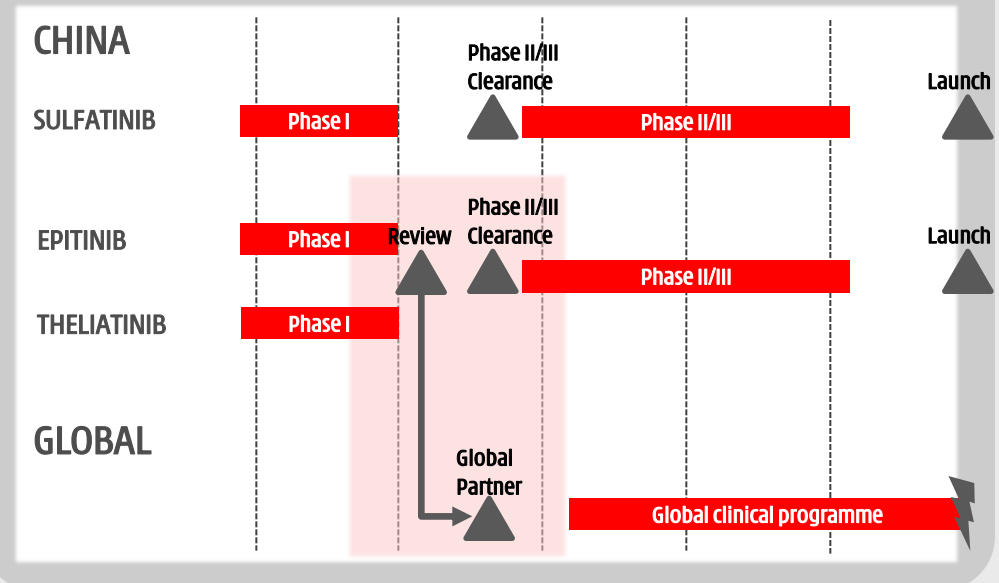 CHINA
Phase II/III
Clearance
Launch
SULFATINIB
Phase I
Phase II/III
Phase II/III
Clearance
Launch
EPITINIB
Phase I
Review
Phase II/III
THELIATINIB
Phase I
GLOBAL
Global
Partner
Global clinical programme